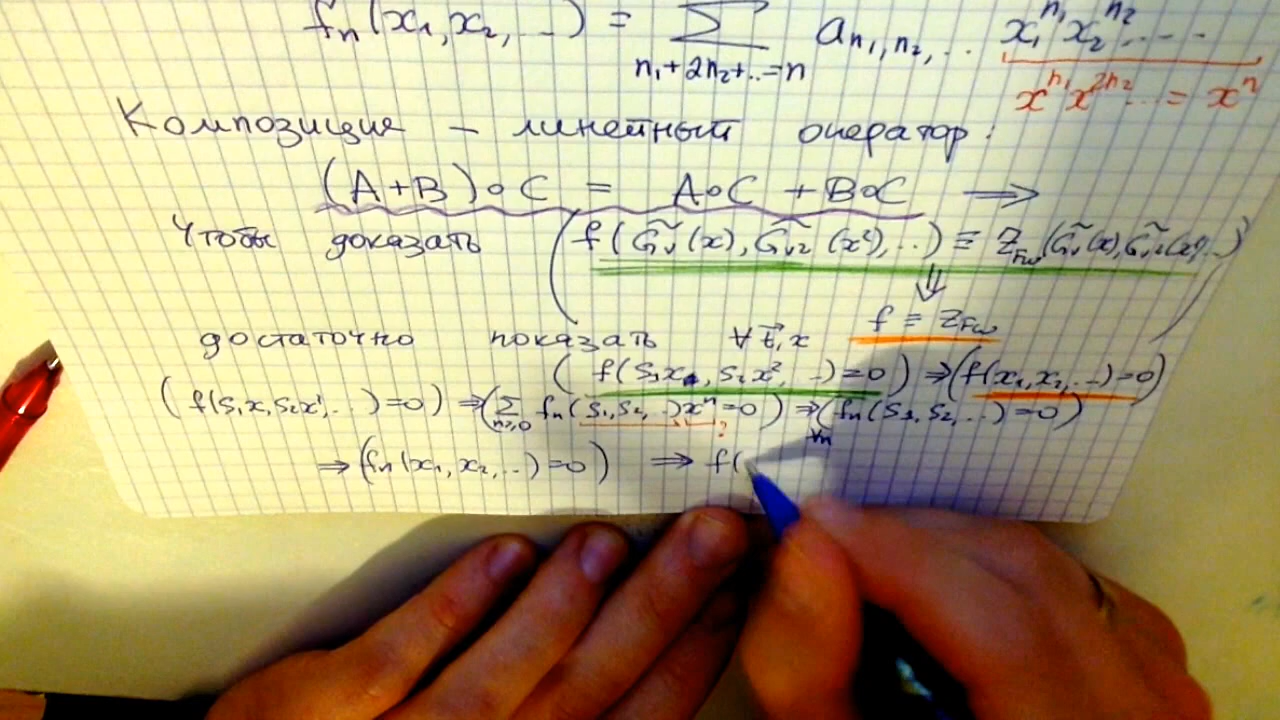 fₙ(x₁, x₂, ...) = ∑ a_{n₁,n₂,...} x₁^{n₁} x₂^{n₂} ...
n₁+2n₂+..=n
x^{n₁} x^{2n₂} ... = xⁿ
Композиция – линейный оператор:
(A+B)∘C = A∘C + B∘C ⟹
Чтобы доказать (f(G̃ᵥ(x), G̃ᵥ₂(x²), ..) ≡ Z_{Fω}(G̃ᵥ(x), G̃ᵥ₂(x²), ..)
⇓
f ≡ Z_{Fω})
достаточно показать ∀
(f(s₁x, s₂x², ...)=0) ⇒ (f(x₁, x₂, ...)=0)
(f(s₁x, s₂x², ...)=0) ⇒ (∑_{n≥0} fₙ(s₁, s₂, ..)xⁿ=0) ⇒ (fₙ(s₁, s₂, ...)=0)
? ∀n
⇒ (fₙ(x₁, x₂, ..)=0) ⇒ f(